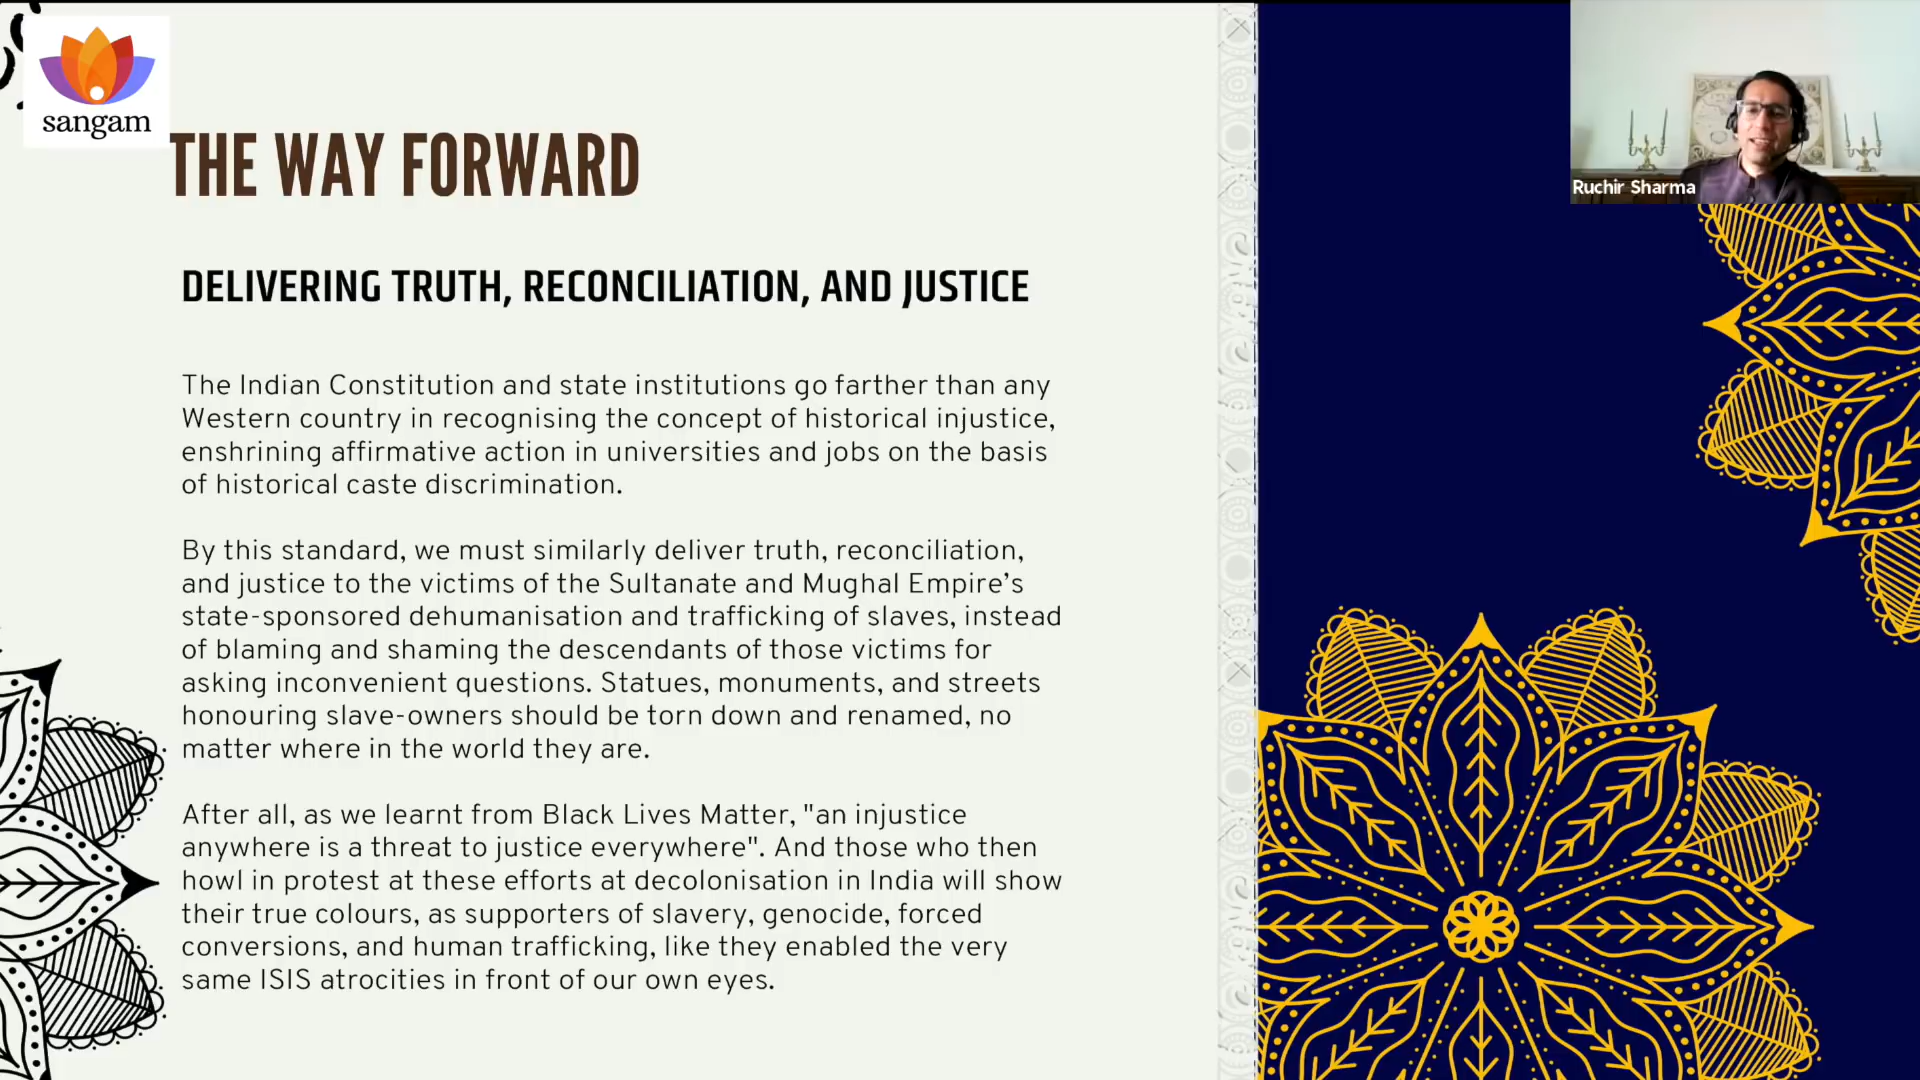 sangam
THE WAY FORWARD
Ruchir Sharma
DELIVERING TRUTH, RECONCILIATION, AND JUSTICE
The Indian Constitution and state institutions go farther than any
Western country in recognising the concept of historical injustice,
enshrining affirmative action in universities and jobs on the basis
of historical caste discrimination.
By this standard, we must similarly deliver truth, reconciliation,
and justice to the victims of the Sultanate and Mughal Empire's
state-sponsored dehumanisation and trafficking of slaves, instead
of blaming and shaming the descendants of those victims for
asking inconvenient questions. Statues, monuments, and streets
honouring slave-owners should be torn down and renamed, no
matter where in the world they are.
After all, as we learnt from Black Lives Matter, "an injustice
anywhere is a threat to justice everywhere". And those who then
howl in protest at these efforts at decolonisation in India will show
their true colours, as supporters of slavery, genocide, forced
conversions, and human trafficking, like they enabled the very
same ISIS atrocities in front of our own eyes.